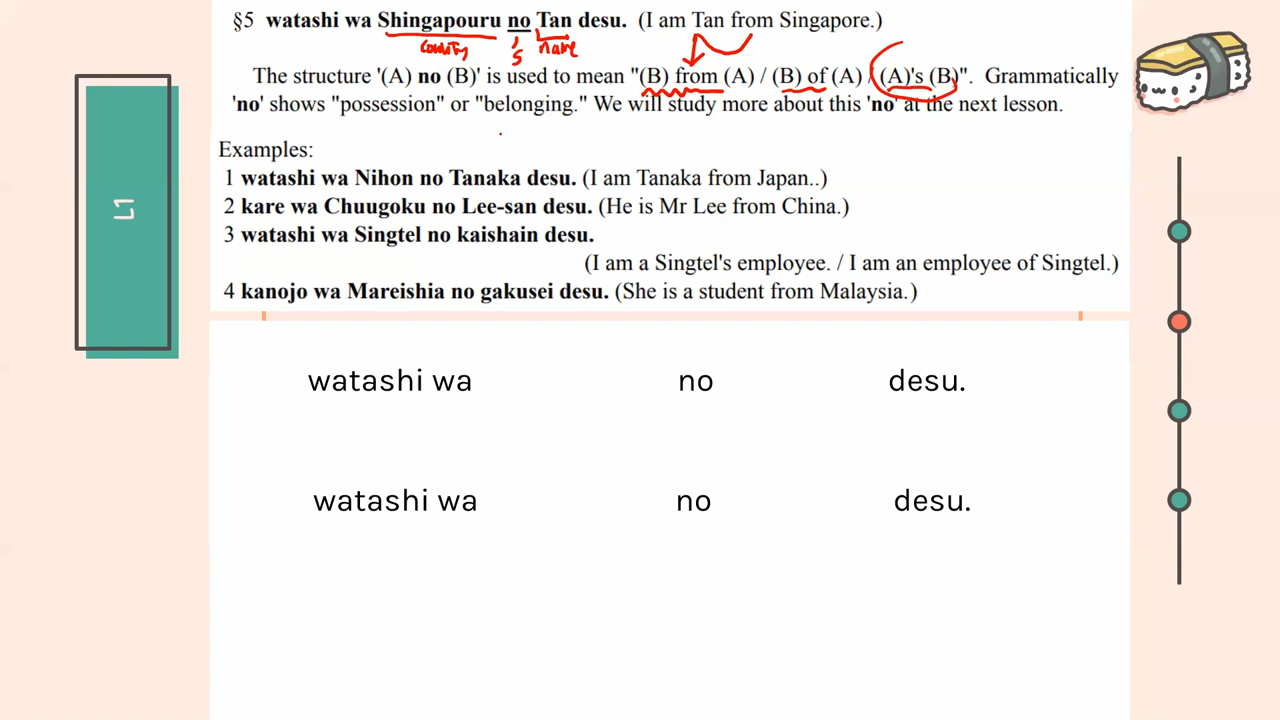 §5 watashi wa Shingapouru no Tan desu. (I am Tan from Singapore.)
country 's name
The structure '(A) no (B)' is used to mean "(B) from (A) / (B) of (A) / (A)'s (B)". Grammatically
'no' shows "possession" or "belonging." We will study more about this 'no' at the next lesson.
Examples:
1 watashi wa Nihon no Tanaka desu. (I am Tanaka from Japan..)
2 kare wa Chuugoku no Lee-san desu. (He is Mr Lee from China.)
3 watashi wa Singtel no kaishain desu.
(I am a Singtel's employee. / I am an employee of Singtel.)
4 kanojo wa Mareishia no gakusei desu. (She is a student from Malaysia.)
L1
watashi wa no desu.
watashi wa no desu.